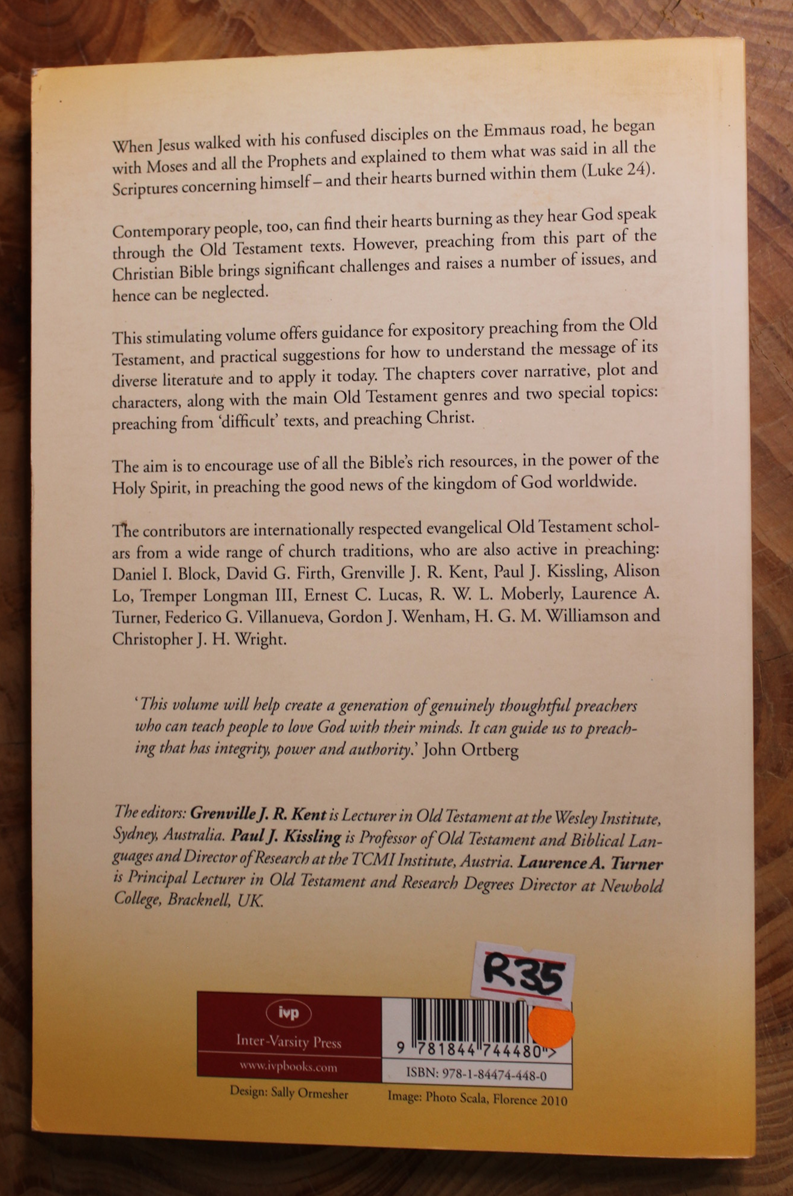 When Jesus walked with his confused disciples on the Emmaus road, he began
with Moses and all the Prophets and explained to them what was said in all the
Scriptures concerning himself – and their hearts burned within them (Luke 24).
Contemporary people, too, can find their hearts burning as they hear God speak
through the Old Testament texts. However, preaching from this part of the
Christian Bible brings significant challenges and raises a number of issues, and
hence can be neglected.
This stimulating volume offers guidance for expository preaching from the Old
Testament, and practical suggestions for how to understand the message of its
diverse literature and to apply it today. The chapters cover narrative, plot and
characters, along with the main Old Testament genres and two special topics:
preaching from ‘difficult’ texts, and preaching Christ.
The aim is to encourage use of all the Bible’s rich resources, in the power of the
Holy Spirit, in preaching the good news of the kingdom of God worldwide.
The contributors are internationally respected evangelical Old Testament schol-
ars from a wide range of church traditions, who are also active in preaching:
Daniel I. Block, David G. Firth, Grenville J. R. Kent, Paul J. Kissling, Alison
Lo, Tremper Longman III, Ernest C. Lucas, R. W. L. Moberly, Laurence A.
Turner, Federico G. Villanueva, Gordon J. Wenham, H. G. M. Williamson and
Christopher J. H. Wright.
‘This volume will help create a generation of genuinely thoughtful preachers
who can teach people to love God with their minds. It can guide us to preach-
ing that has integrity, power and authority.’ John Ortberg
The editors: Grenville J. R. Kent is Lecturer in Old Testament at the Wesley Institute,
Sydney, Australia. Paul J. Kissling is Professor of Old Testament and Biblical Lan-
guages and Director of Research at the TCMI Institute, Austria. Laurence A. Turner
is Principal Lecturer in Old Testament and Research Degrees Director at Newbold
College, Bracknell, UK.
R35
ivp
Inter-Varsity Press
www.ivpbooks.com
9 781844 744480 >
ISBN: 978-1-84474-448-0
Design: Sally Ormesher
Image: Photo Scala, Florence 2010